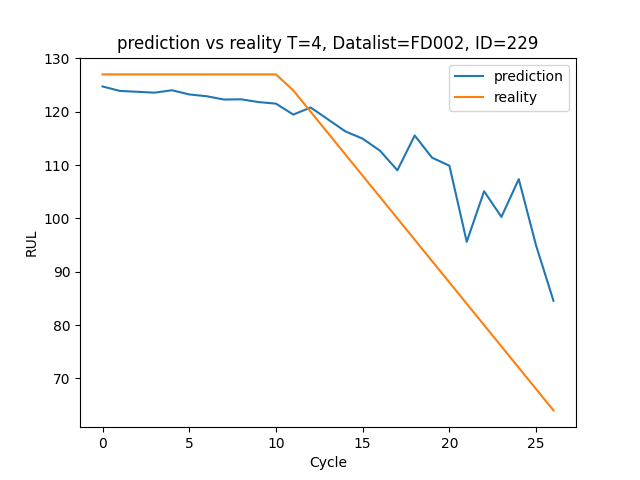 prediction vs reality T=4, Datalist=FD002, ID=229
prediction
reality
RUL
130
120
110
100
90
80
70
0 5 10 15 20 25
Cycle